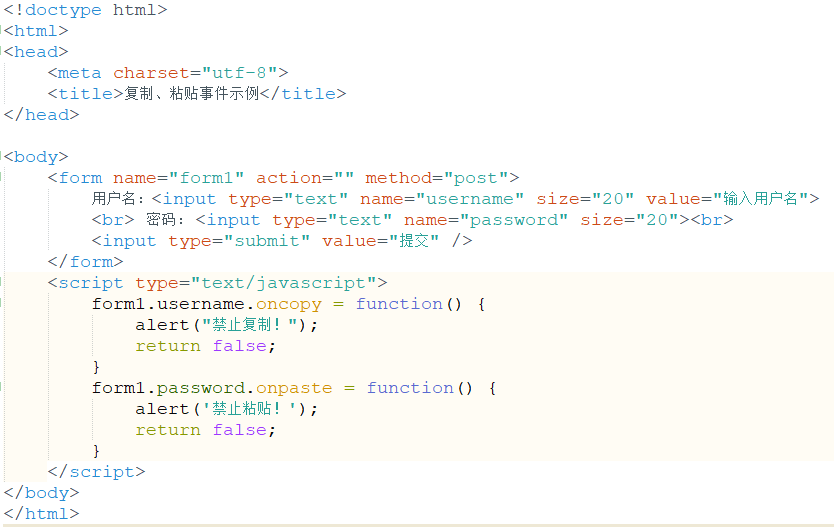 <!doctype html>
<html>
<head>
    <meta charset="utf-8">
    <title>复制、粘贴事件示例</title>
</head>

<body>
    <form name="form1" action="" method="post">
        用户名：<input type="text" name="username" size="20" value="输入用户名">
        <br> 密码：<input type="text" name="password" size="20"><br>
        <input type="submit" value="提交" />
    </form>
    <script type="text/javascript">
        form1.username.oncopy = function() {
            alert("禁止复制！");
            return false;
        }
        form1.password.onpaste = function() {
            alert('禁止粘贴！');
            return false;
        }
    </script>
</body>
</html>